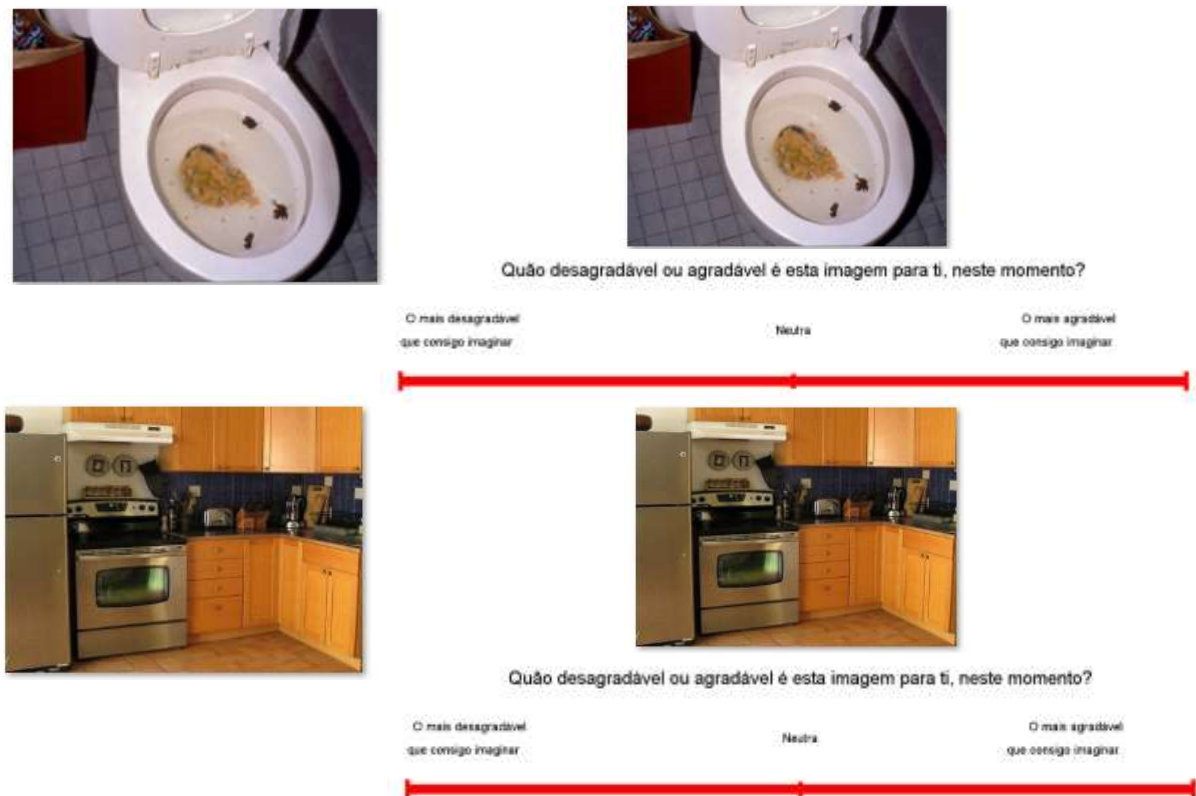 Quão desagradável ou agradável é esta imagem para ti, neste momento?
O mais desagradável
que consigo imaginar
Neutra
O mais agradável
que consigo imaginar
Quão desagradável ou agradável é esta imagem para ti, neste momento?
O mais desagradável
que consigo imaginar
Neutra
O mais agradável
que consigo imaginar